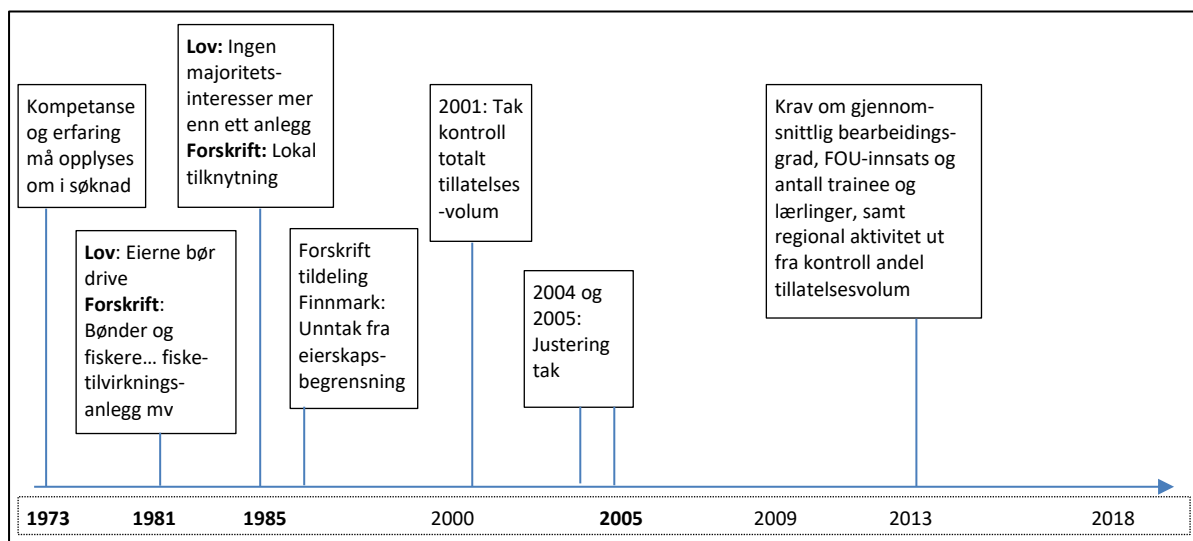 Kompetanse
og erfaring
må opplyses
om i søknad
Lov: Eierne bør
drive
Forskrift:
Bønder og
fiskere... fiske-
tilvirknings-
anlegg mv
Lov: Ingen
majoritets-
interesser mer
enn ett anlegg
Forskrift: Lokal
tilknytning
Forskrift
tildeling
Finnmark:
Unntak fra
eierskaps-
begrensning
2001: Tak
kontroll
totalt
tillatelses
-volum
2004 og
2005:
Justering
tak
Krav om gjennom-
snittlig bearbeidings-
grad, FOU-innsats og
antall trainee og
lærlinger, samt
regional aktivitet ut
fra kontroll andel
tillatelsesvolum
1973 1981 1985 2000 2005 2009 2013 2018